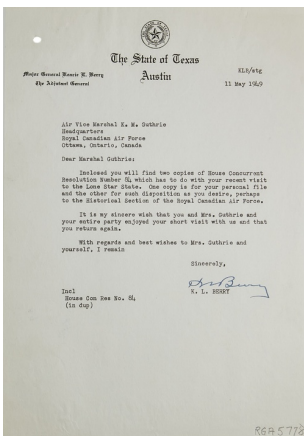 The State of Texas
Austin
Major General Kearie L. Berry
The Adjutant General
KLB/stg
11 May 1949
Air Vice Marshal K. M. Guthrie
Headquarters
Royal Canadian Air Force
Ottawa, Ontario, Canada
Dear Marshal Guthrie:
Inclosed you will find two copies of House Concurrent
Resolution Number 84, which has to do with your recent visit
to the Lone Star State. One copy is for your personal file
and the other for such disposition as you desire, perhaps
to the Historical Section of the Royal Canadian Air Force.
It is my sincere wish that you and Mrs. Guthrie and
your entire party enjoyed your short visit with us and that
you return again.
With regards and best wishes to Mrs. Guthrie and
yourself, I remain
Sincerely,
K L Berry
K. L. BERRY
Incl
House Con Res No. 84
(in dup)
RGA5778